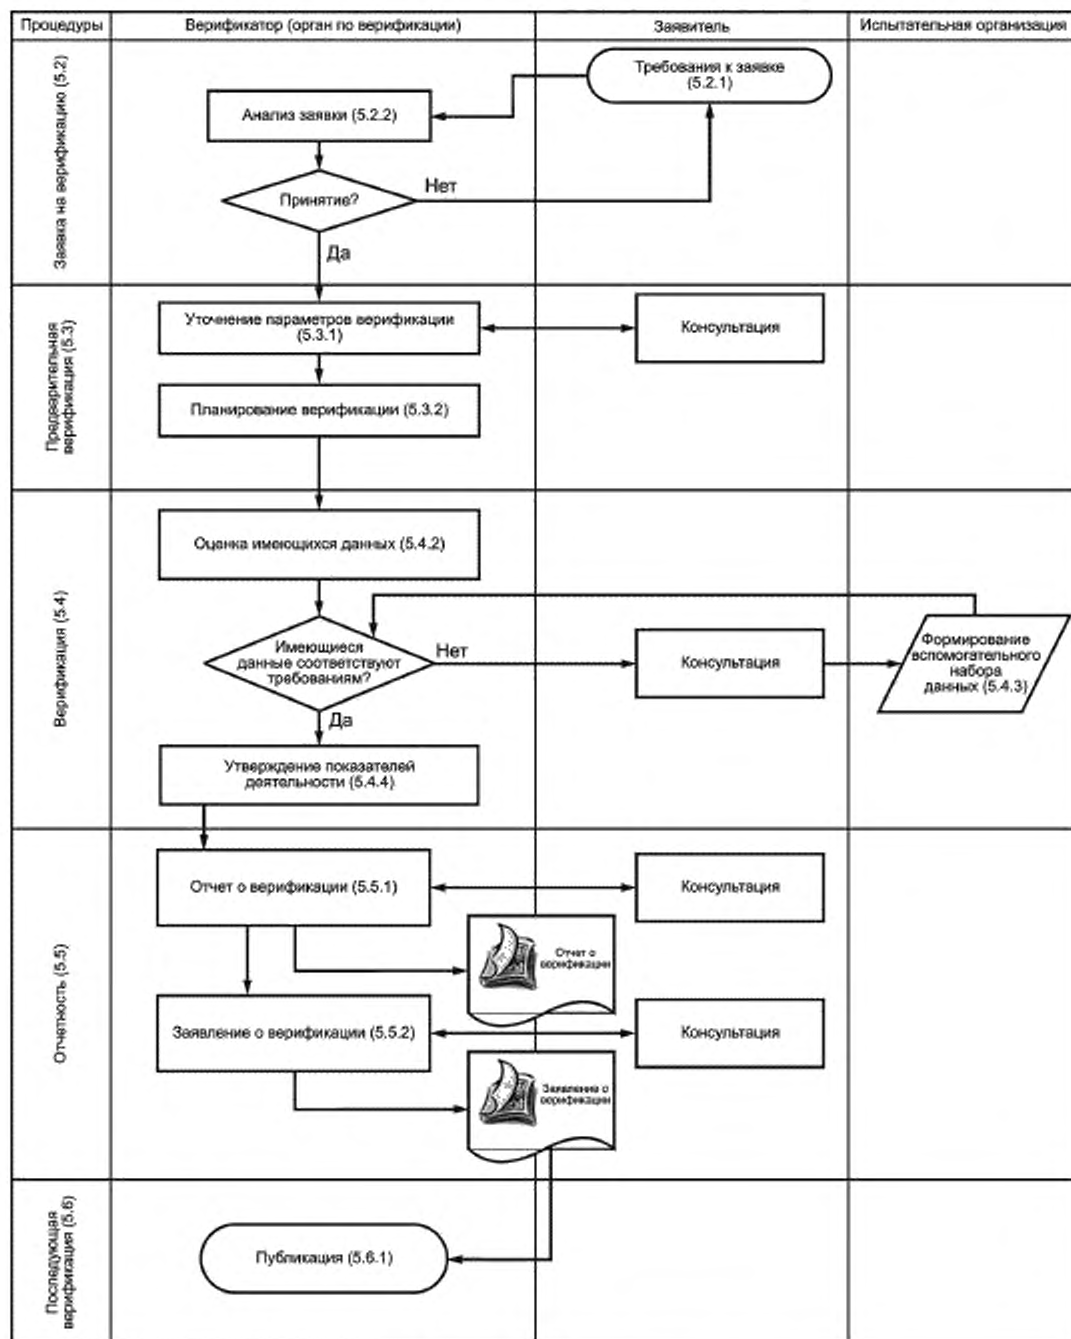 Процедуры
Верификатор (орган по верификации)
Заявитель
Испытательная организация
Заявка на верификацию (5.2)
Требования к заявке
(5.2.1)
Анализ заявки (5.2.2)
Принятие?
Нет
Да
Предварительная
верификация (5.3)
Уточнение параметров верификации
(5.3.1)
Консультация
Планирование верификации (5.3.2)
Верификация (5.4)
Оценка имеющихся данных (5.4.2)
Имеющиеся
данные соответствуют
требованиям?
Нет
Консультация
Формирование
вспомогательного
набора
данных (5.4.3)
Да
Утверждение показателей
деятельности (5.4.4)
Отчетность (5.5)
Отчет о верификации (5.5.1)
Консультация
Отчет о
верификации
Заявление о верификации (5.5.2)
Консультация
Заявление о
верификации
Последующая
верификация (5.6)
Публикация (5.6.1)